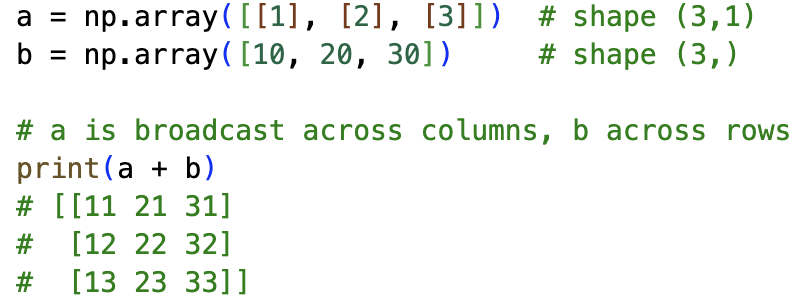 a = np.array([[1], [2], [3]])  # shape (3,1)
b = np.array([10, 20, 30])     # shape (3,)

# a is broadcast across columns, b across rows
print(a + b)
# [[11 21 31]
#  [12 22 32]
#  [13 23 33]]